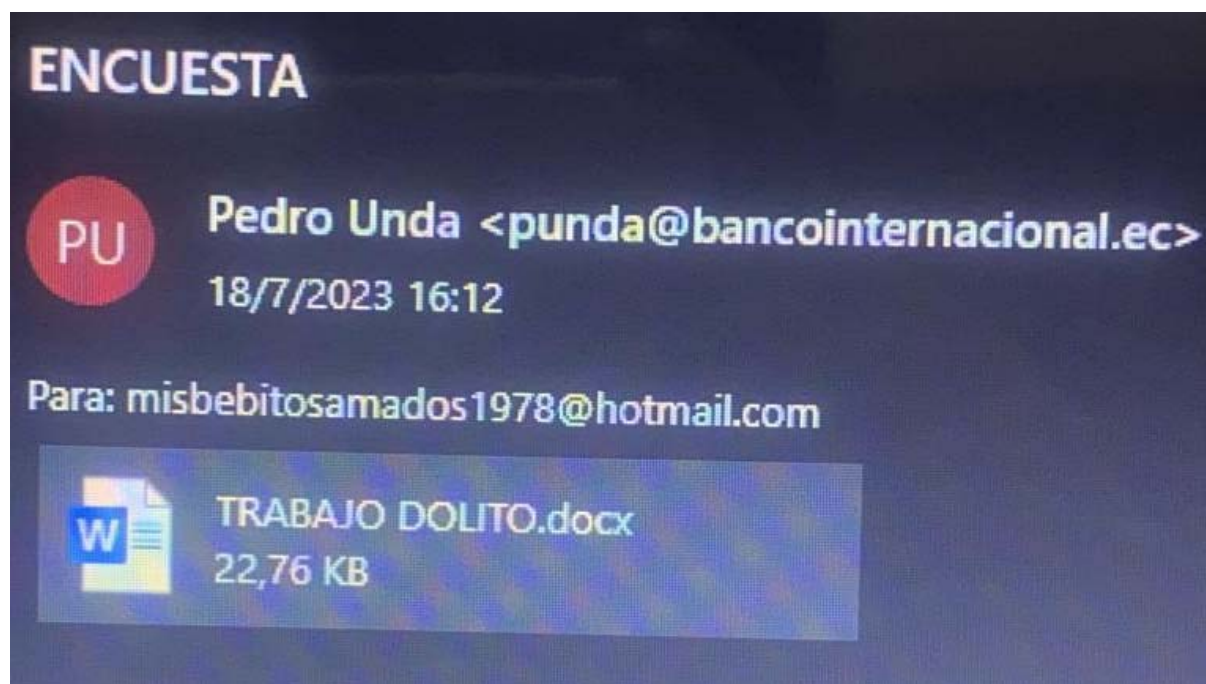 ENCUESTA
PU
Pedro Unda <punda@bancointernacional.ec>
18/7/2023 16:12
Para: misbebitosamados1978@hotmail.com
W
TRABAJO DOLITO.docx
22,76 KB